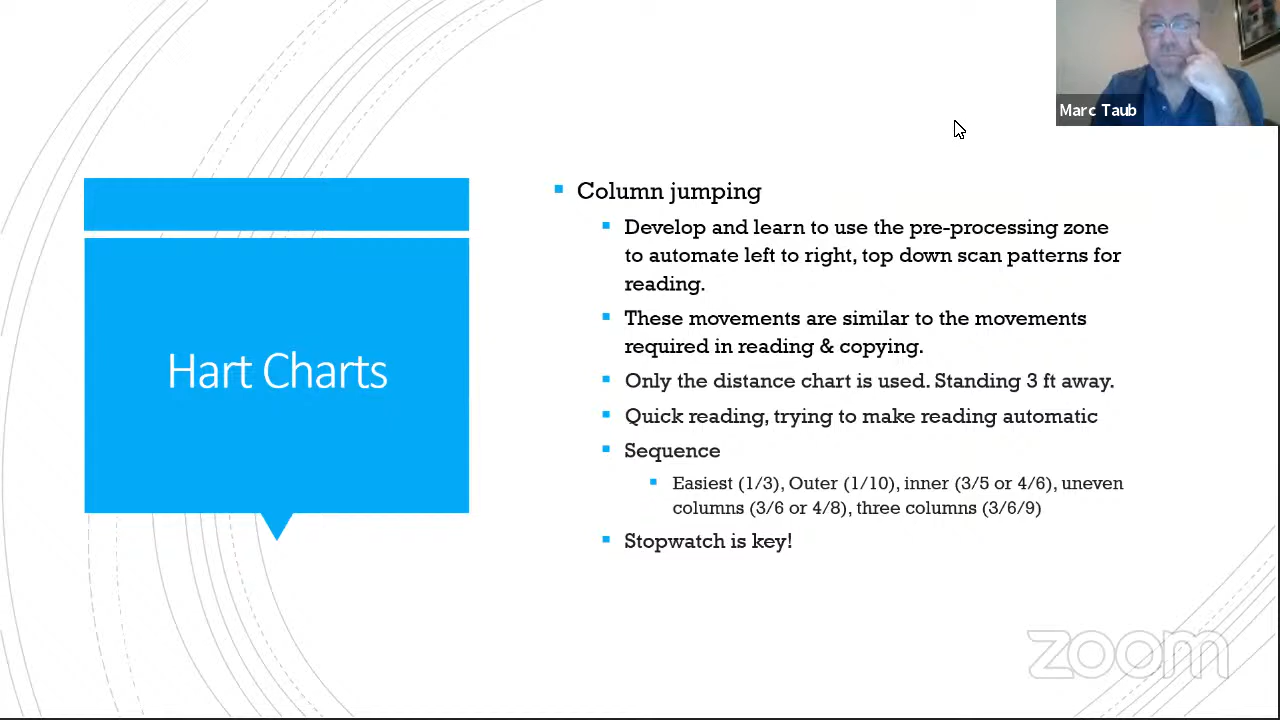 Marc Taub
Hart Charts
Column jumping
Develop and learn to use the pre-processing zone
to automate left to right, top down scan patterns for
reading.
These movements are similar to the movements
required in reading & copying.
Only the distance chart is used. Standing 3 ft away.
Quick reading, trying to make reading automatic
Sequence
Easiest (1/3), Outer (1/10), inner (3/5 or 4/6), uneven
columns (3/6 or 4/8), three columns (3/6/9)
Stopwatch is key!
zoom